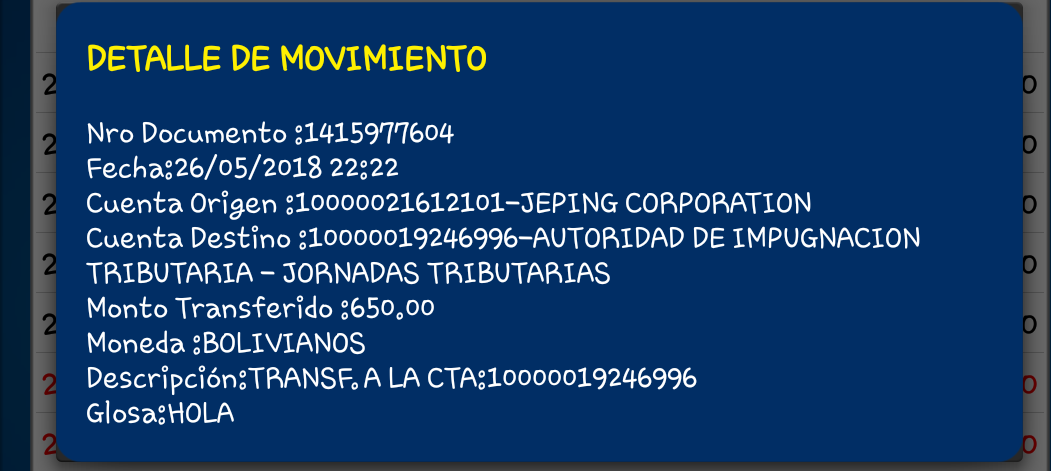 DETALLE DE MOVIMIENTO
Nro Documento :1415977604
Fecha:26/05/2018 22:22
Cuenta Origen :10000021612101-JEPING CORPORATION
Cuenta Destino :10000019246996-AUTORIDAD DE IMPUGNACION
TRIBUTARIA - JORNADAS TRIBUTARIAS
Monto Transferido :650.00
Moneda :BOLIVIANOS
Descripción:TRANSF. A LA CTA:10000019246996
Glosa:HOLA